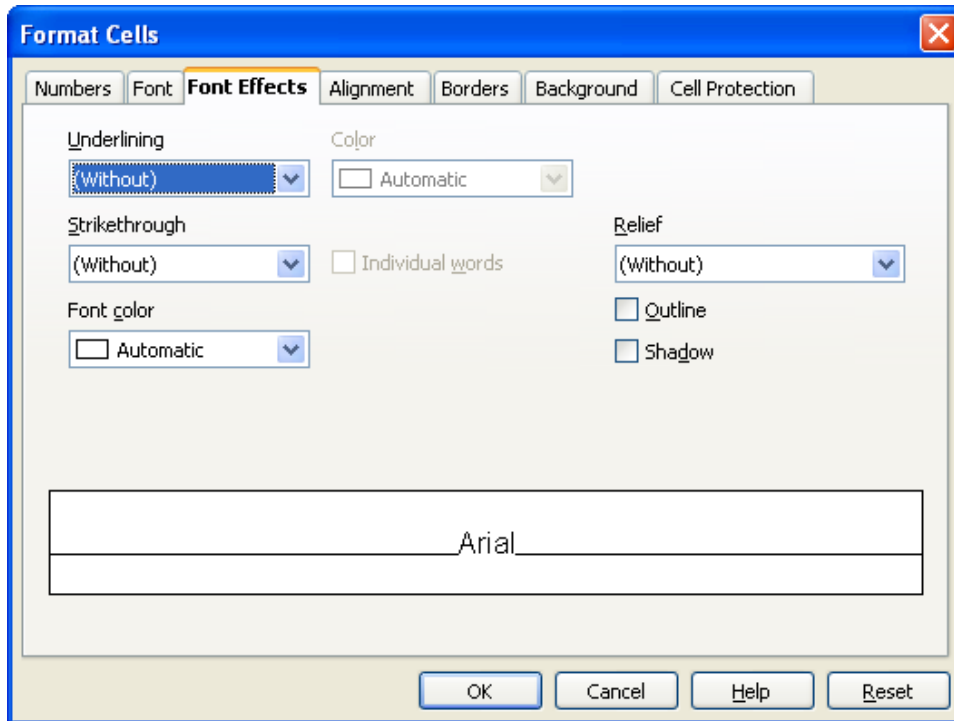 Format Cells
Numbers Font Font Effects Alignment Borders Background Cell Protection
Underlining Color
(Without) Automatic
Strikethrough Relief
(Without) Individual words (Without)
Font color Outline
Automatic Shadow
Arial
OK Cancel Help Reset